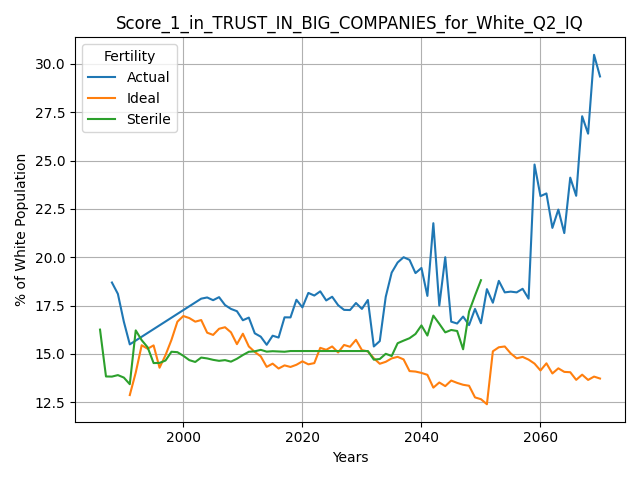 Score_1_in_TRUST_IN_BIG_COMPANIES_for_White_Q2_IQ
Fertility
Actual
Ideal
Sterile
30.0
27.5
25.0
22.5
20.0
17.5
15.0
12.5
% of White Population
2000
2020
2040
2060
Years